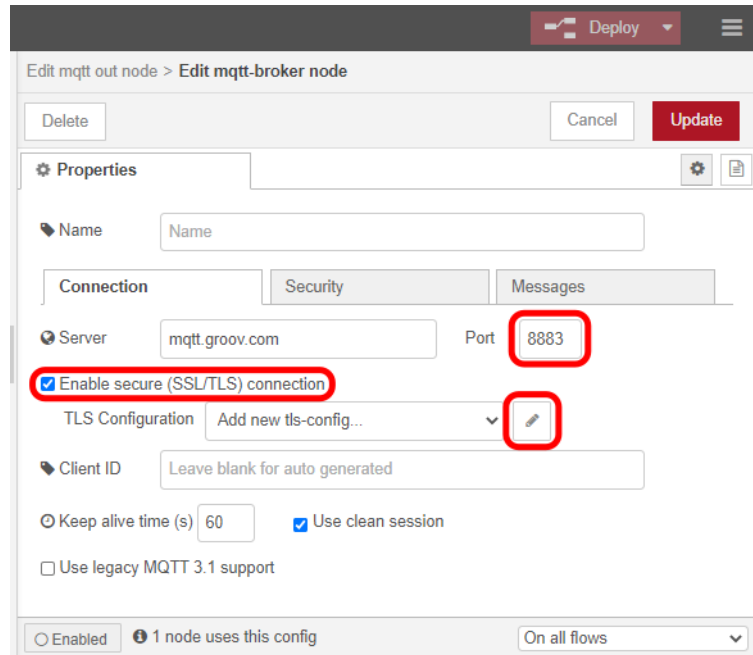 Deploy
Edit mqtt out node > Edit mqtt-broker node
Delete Cancel Update
Properties
Name Name
Connection Security Messages
Server mqtt.groov.com Port 8883
Enable secure (SSL/TLS) connection
TLS Configuration Add new tls-config...
Client ID Leave blank for auto generated
Keep alive time (s) 60 Use clean session
Use legacy MQTT 3.1 support
Enabled 1 node uses this config On all flows